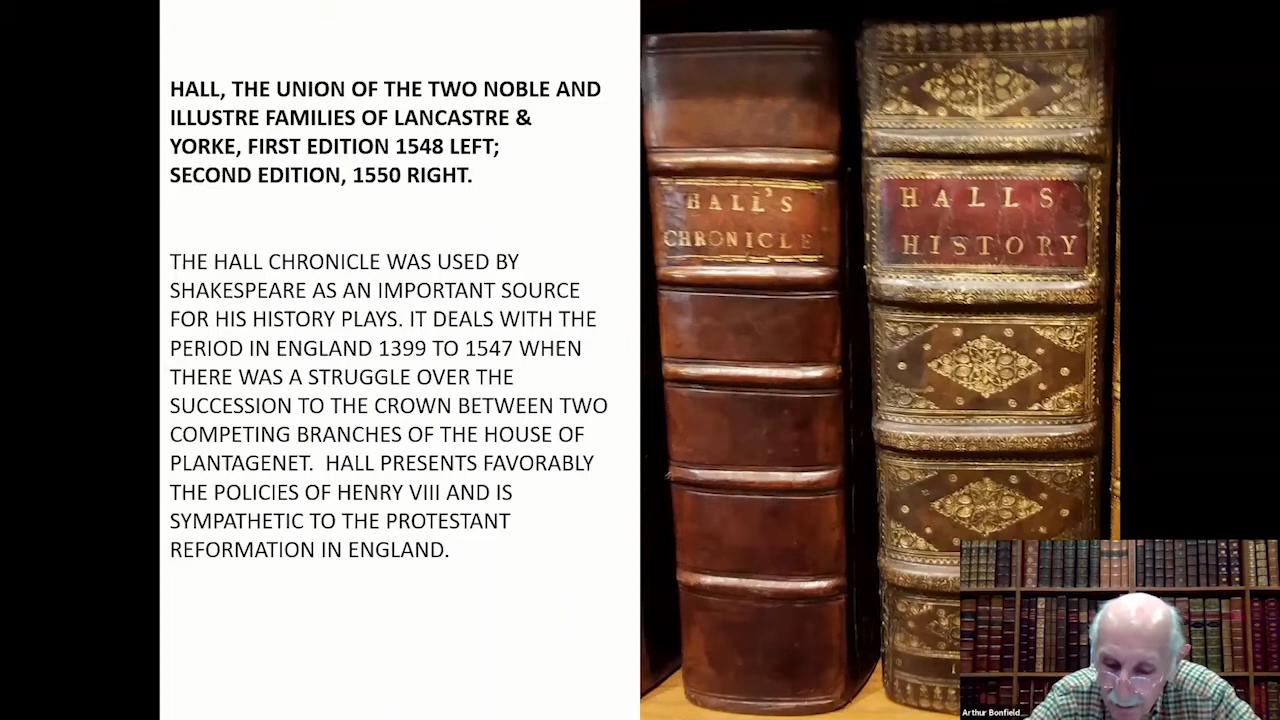 HALL, THE UNION OF THE TWO NOBLE AND
ILLUSTRE FAMILIES OF LANCASTRE &
YORKE, FIRST EDITION 1548 LEFT;
SECOND EDITION, 1550 RIGHT.
THE HALL CHRONICLE WAS USED BY
SHAKESPEARE AS AN IMPORTANT SOURCE
FOR HIS HISTORY PLAYS. IT DEALS WITH THE
PERIOD IN ENGLAND 1399 TO 1547 WHEN
THERE WAS A STRUGGLE OVER THE
SUCCESSION TO THE CROWN BETWEEN TWO
COMPETING BRANCHES OF THE HOUSE OF
PLANTAGENET.  HALL PRESENTS FAVORABLY
THE POLICIES OF HENRY VIII AND IS
SYMPATHETIC TO THE PROTESTANT
REFORMATION IN ENGLAND.
HALL'S
CHRONICLE
HALLS
HISTORY
Arthur Bonfield